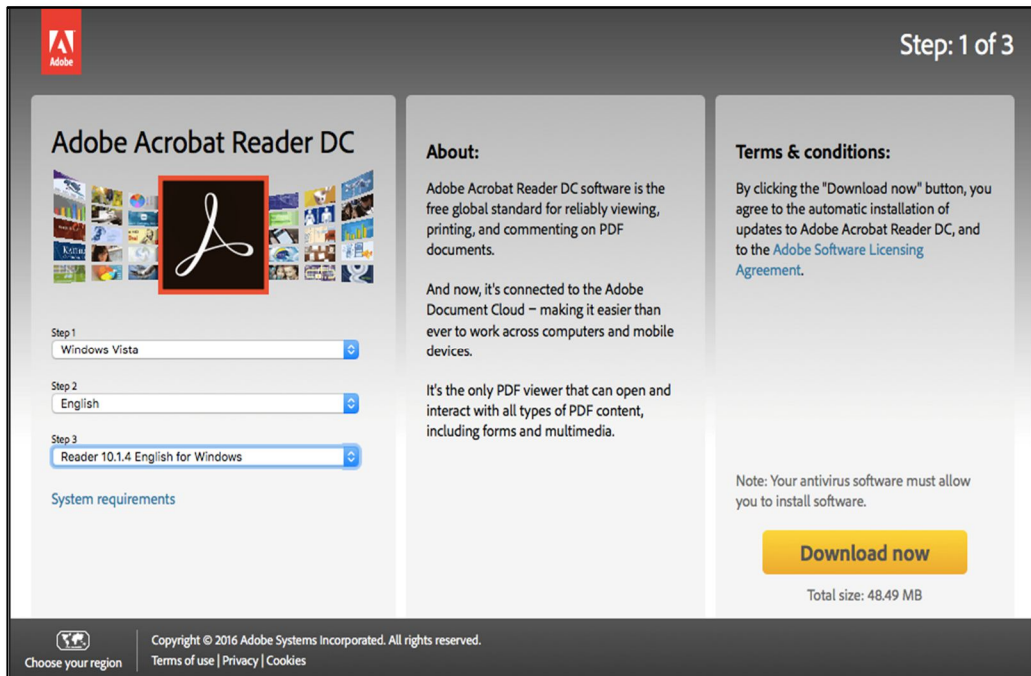 Adobe
Step: 1 of 3
Adobe Acrobat Reader DC
Step 1
Windows Vista
Step 2
English
Step 3
Reader 10.1.4 English for Windows
System requirements
About:
Adobe Acrobat Reader DC software is the
free global standard for reliably viewing,
printing, and commenting on PDF
documents.
And now, it's connected to the Adobe
Document Cloud – making it easier than
ever to work across computers and mobile
devices.
It's the only PDF viewer that can open and
interact with all types of PDF content,
including forms and multimedia.
Terms & conditions:
By clicking the "Download now" button, you
agree to the automatic installation of
updates to Adobe Acrobat Reader DC, and
to the Adobe Software Licensing
Agreement.
Note: Your antivirus software must allow
you to install software.
Download now
Total size: 48.49 MB
Choose your region
Copyright © 2016 Adobe Systems Incorporated. All rights reserved.
Terms of use | Privacy | Cookies